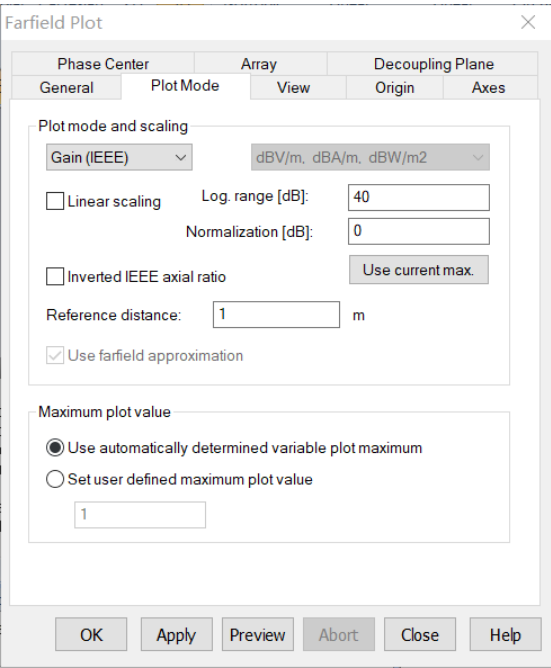 Farfield Plot
Phase Center Array Decoupling Plane
General Plot Mode View Origin Axes
Plot mode and scaling
Gain (IEEE) dBV/m, dBA/m, dBW/m2
Linear scaling Log. range [dB]: 40
Normalization [dB]: 0
Inverted IEEE axial ratio Use current max.
Reference distance: 1 m
Use farfield approximation
Maximum plot value
Use automatically determined variable plot maximum
Set user defined maximum plot value
1
OK Apply Preview Abort Close Help